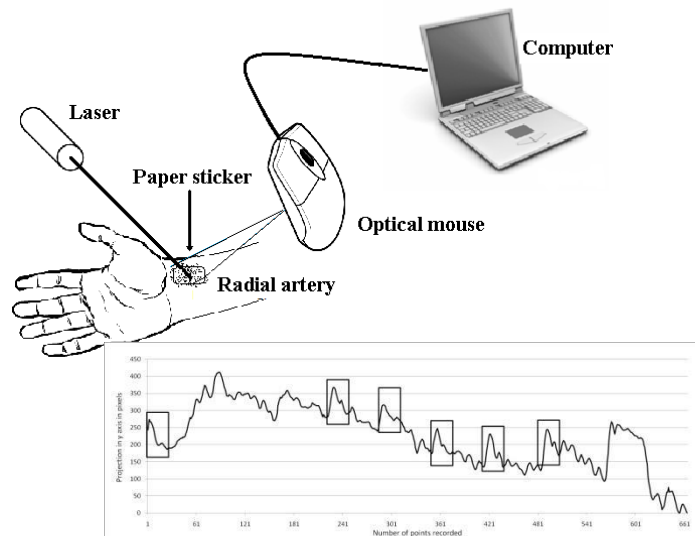 Computer
Laser
Paper sticker
Optical mouse
Radial artery
Projection in y axis in pixels
450
400
350
300
250
200
150
100
50
0
1 61 121 181 241 301 361 421 481 541 601 661
Number of points recorded